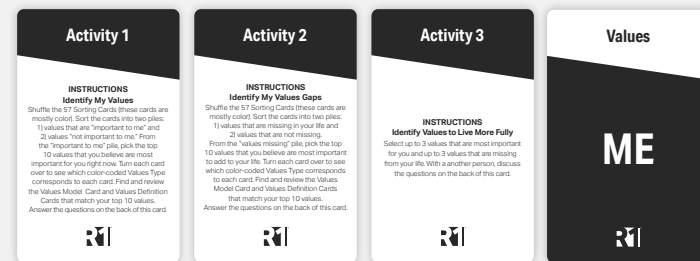 Activity 1
INSTRUCTIONS
Identify My Values
Shuffle the 57 Sorting Cards (these cards are
mostly color). Sort the cards into two piles:
1) values that are "important to me" and
2) values "not important to me." From
the "important to me" pile, pick the top
10 values that you believe are most
important for you right now. Turn each card
over to see which color-coded Values Type
corresponds to each card. Find and review
the Values Model Card and Values Definition
Cards that match your top 10 values.
Answer the questions on the back of this card.
Activity 2
INSTRUCTIONS
Identify My Values Gaps
Shuffle the 57 Sorting Cards (these cards are
mostly color). Sort the cards into two piles:
1) values that are missing in your life and
2) values that are not missing.
From the "values missing" pile, pick the top
10 values that you believe are most important
to add to your life. Turn each card over to see
which color-coded Values Type corresponds
to each card. Find and review the Values
Model Card and Values Definition Cards
that match your top 10 values.
Answer the questions on the back of this card.
Activity 3
INSTRUCTIONS
Identify Values to Live More Fully
Select up to 3 values that are most important
for you and up to 3 values that are missing
from your life. With a another person, discuss
the questions on the back of this card.
Values
ME